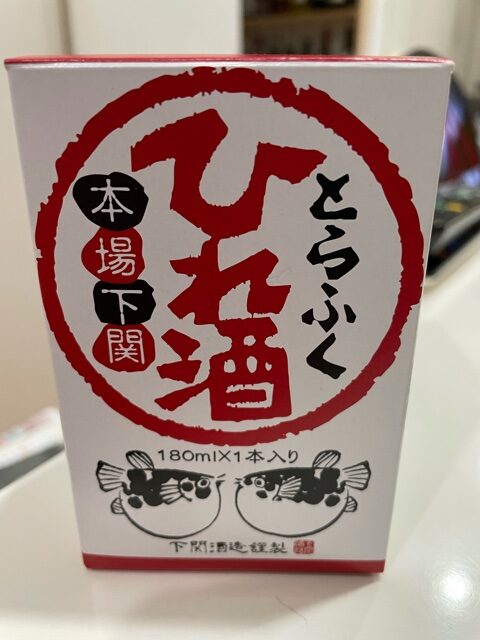 とらふく
ひれ酒
本場下関
180ml×1本入り
下関酒造謹製